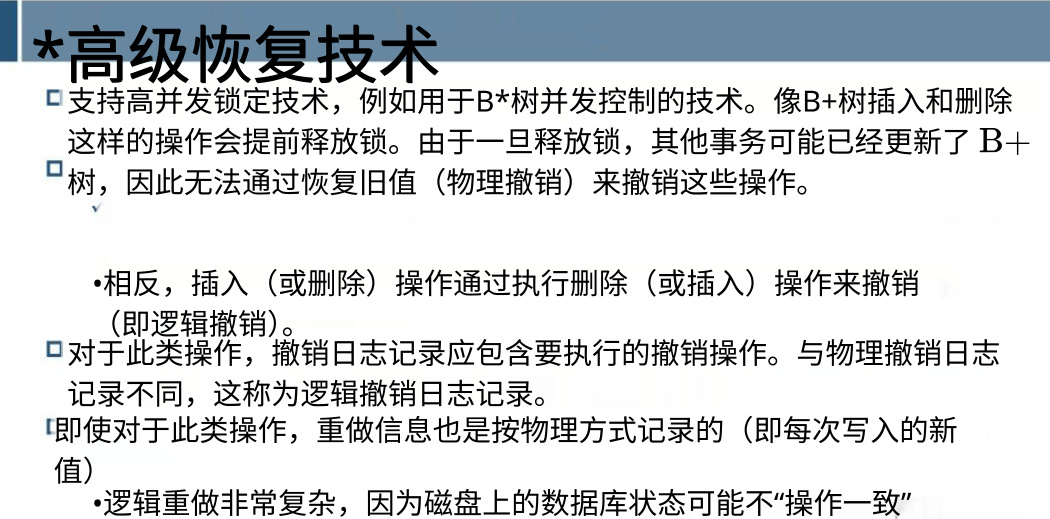 *高级恢复技术
支持高并发锁定技术，例如用于B*树并发控制的技术。像B+树插入和删除
这样的操作会提前释放锁。由于一旦释放锁，其他事务可能已经更新了 B+
树，因此无法通过恢复旧值（物理撤销）来撤销这些操作。
•相反，插入（或删除）操作通过执行删除（或插入）操作来撤销
（即逻辑撤销）。
对于此类操作，撤销日志记录应包含要执行的撤销操作。与物理撤销日志
记录不同，这称为逻辑撤销日志记录。
即使对于此类操作，重做信息也是按物理方式记录的（即每次写入的新
值）
•逻辑重做非常复杂，因为磁盘上的数据库状态可能不“操作一致”